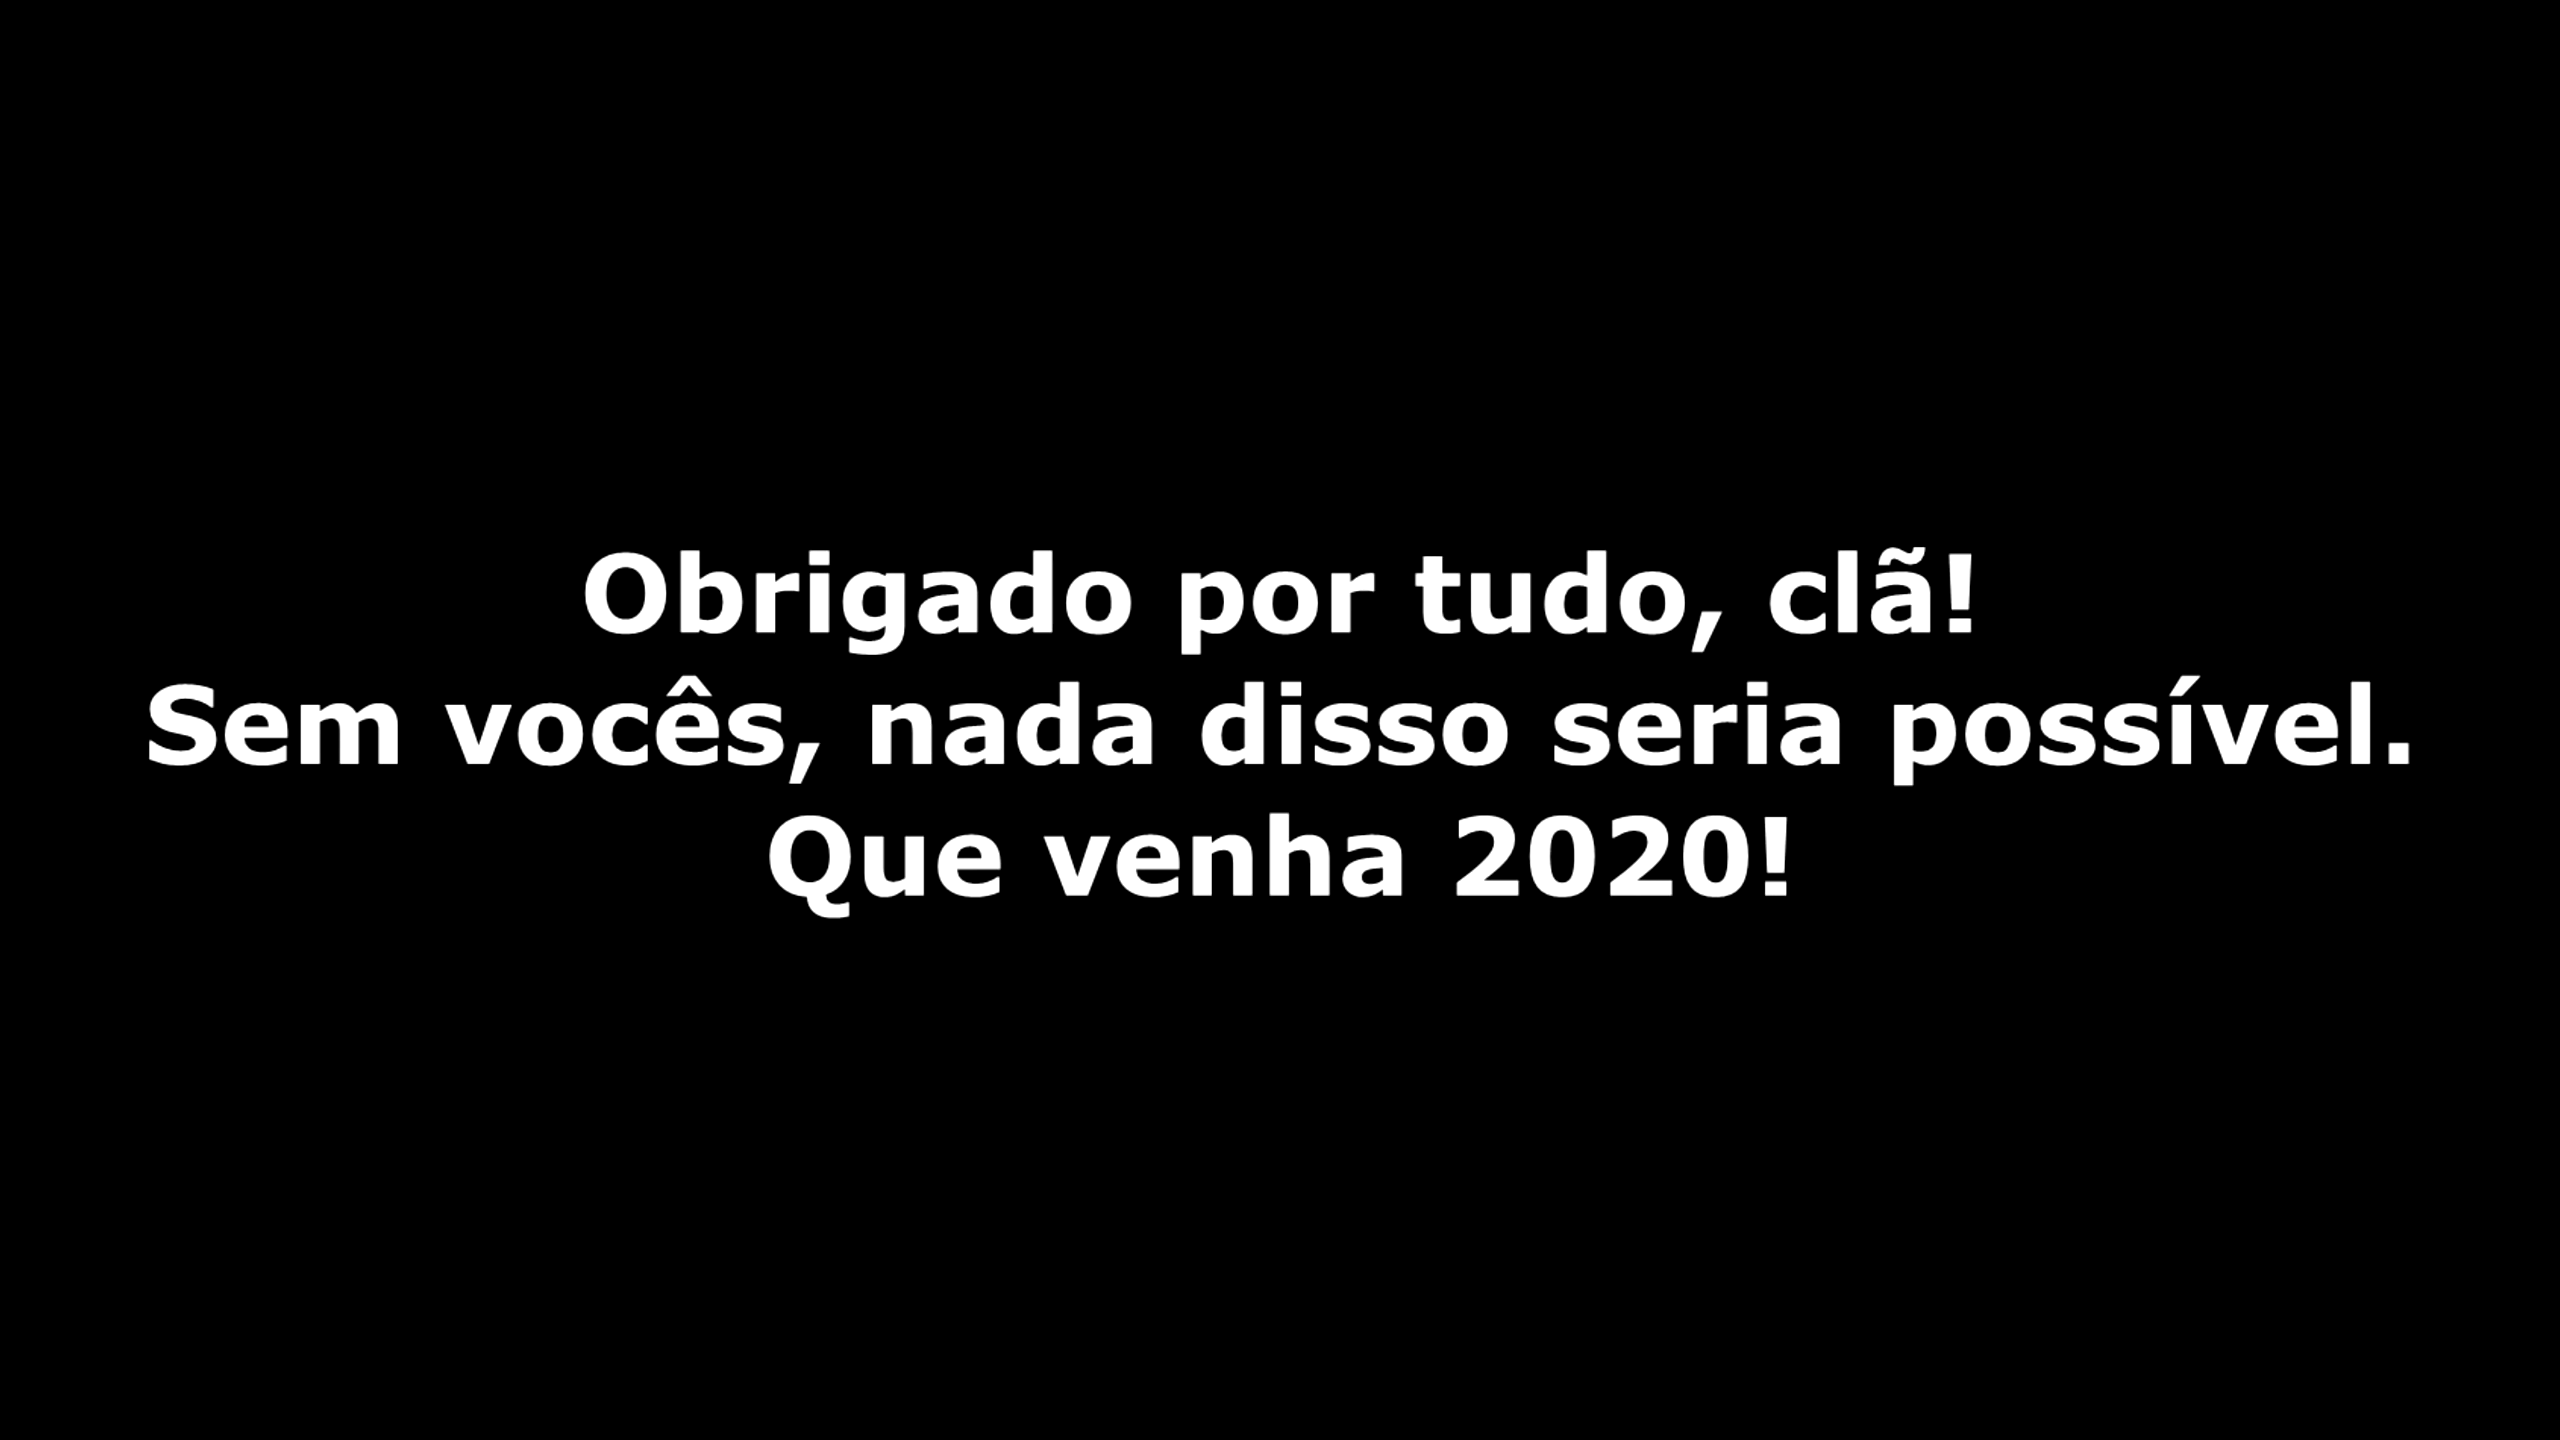 Obrigado por tudo, clã!
Sem vocês, nada disso seria possível.
Que venha 2020!